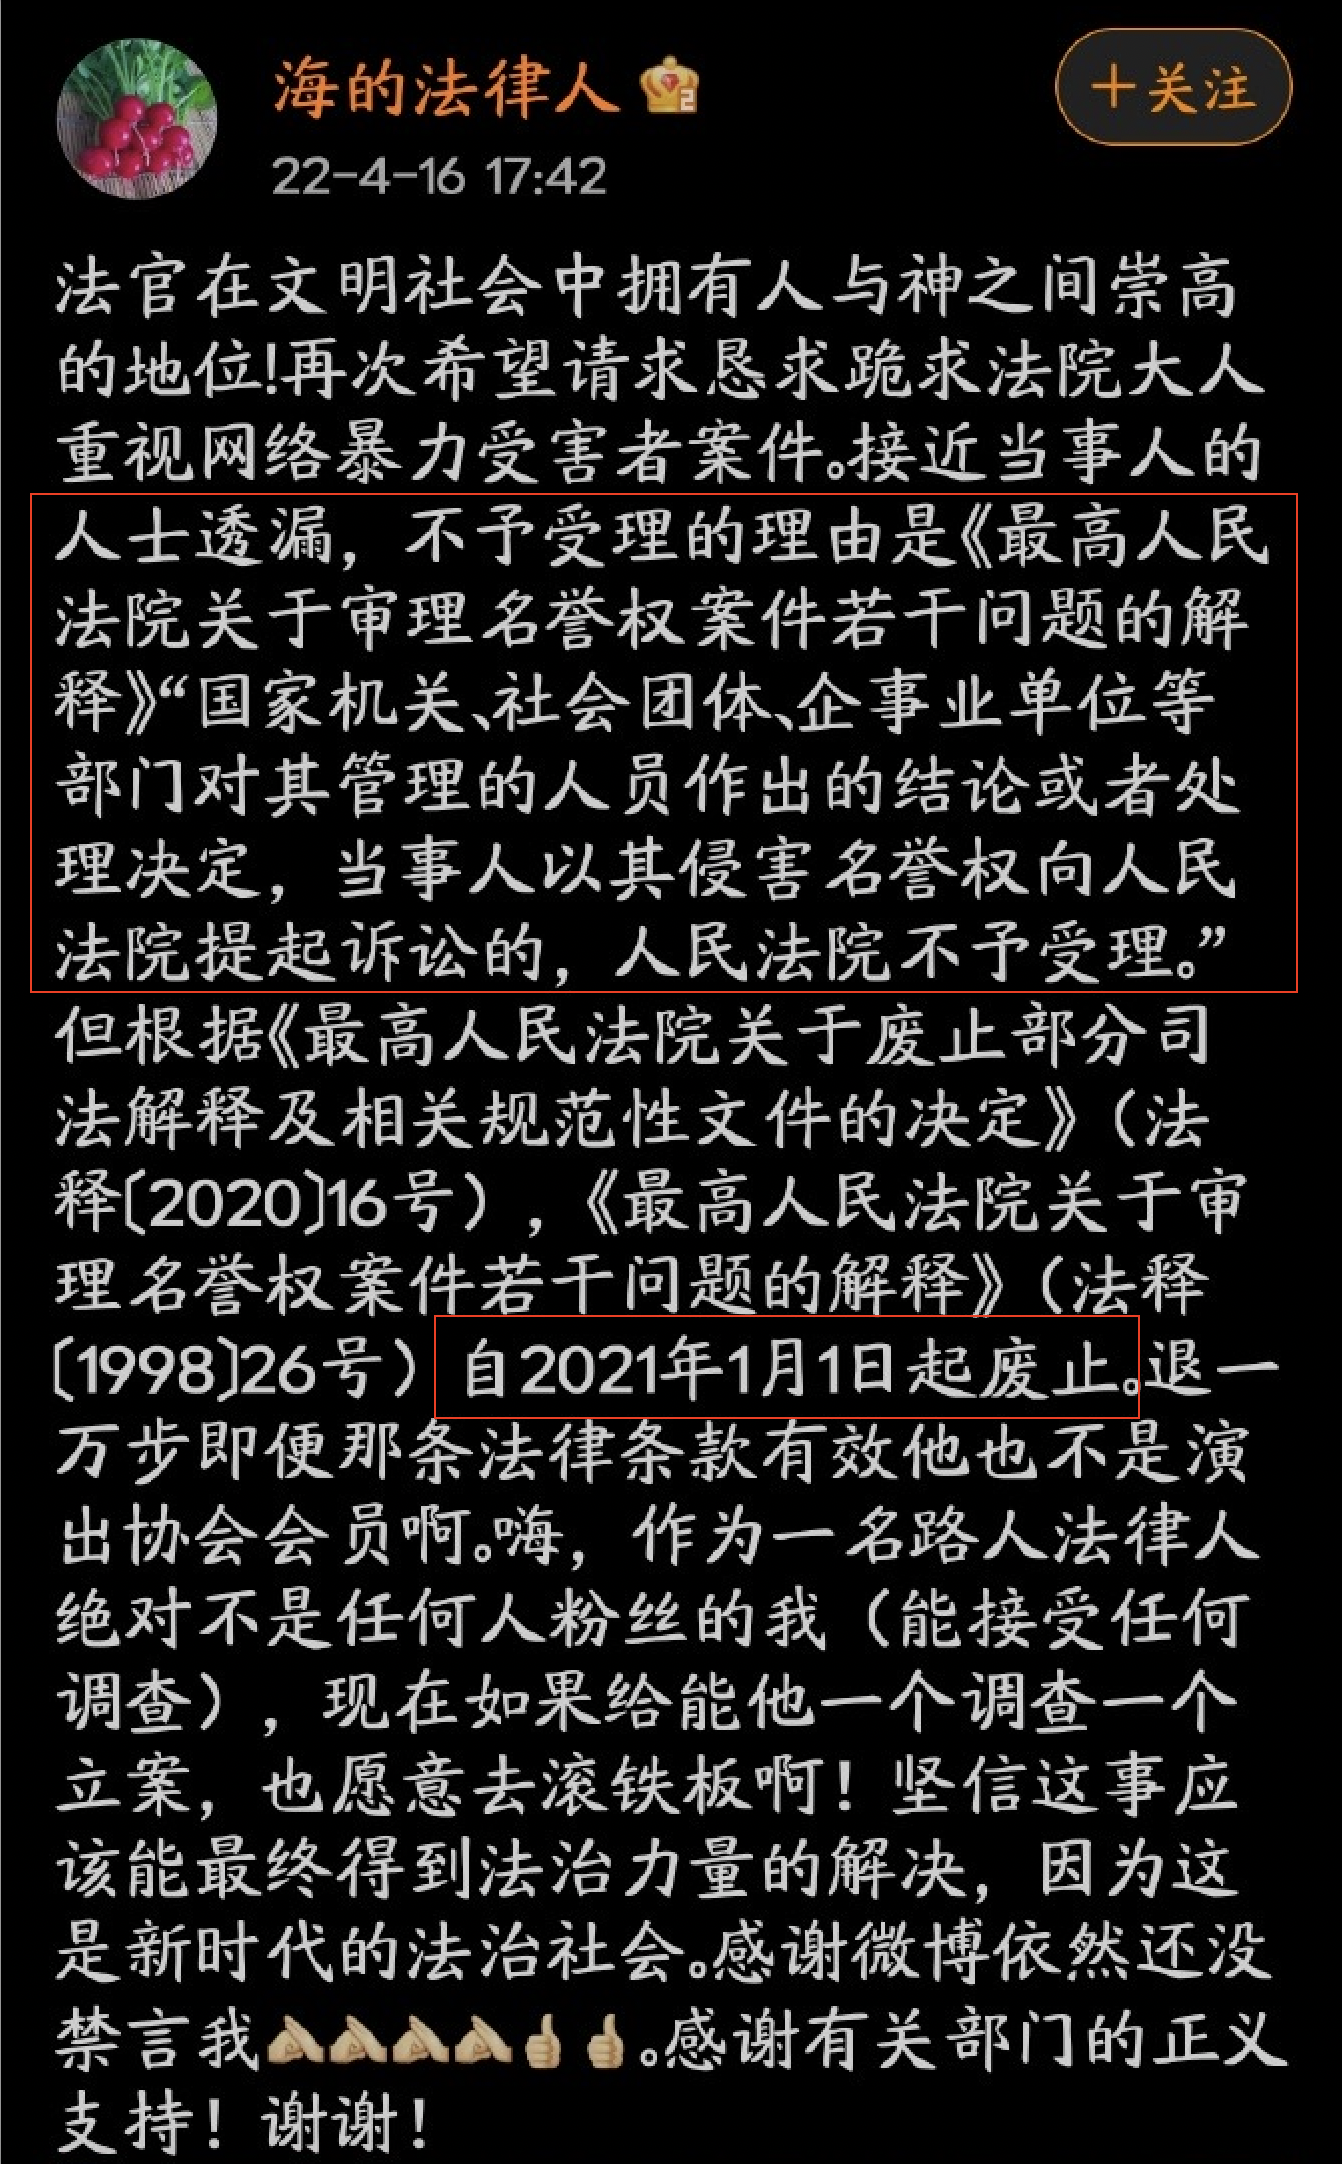 海的法律人
2
+关注
22-4-16 17:42
法官在文明社会中拥有人与神之间崇高
的地位!再次希望请求恳求跪求法院大人
重视网络暴力受害者案件。接近当事人的
人士透漏，不予受理的理由是《最高人民
法院关于审理名誉权案件若干问题的解
释》“国家机关、社会团体、企事业单位等
部门对其管理的人员作出的结论或者处
理决定，当事人以其侵害名誉权向人民
法院提起诉讼的，人民法院不予受理。”
但根据《最高人民法院关于废止部分司
法解释及相关规范性文件的决定》（法
释〔2020〕16号），《最高人民法院关于审
理名誉权案件若干问题的解释》（法释
〔1998〕26号）自2021年1月1日起废止。退一
万步即便那条法律条款有效他也不是演
出协会会员啊。嗨，作为一名路人法律人
绝对不是任何人粉丝的我（能接受任何
调查），现在如果给能他一个调查一个
立案，也愿意去滚铁板啊！坚信这事应
该能最终得到法治力量的解决，因为这
是新时代的法治社会。感谢微博依然还没
禁言我🙏🙏🙏🙏👍👍。感谢有关部门的正义
支持！谢谢！